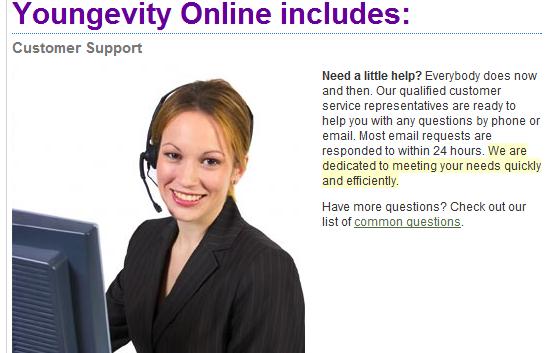 Youngevity Online includes:
Customer Support
Need a little help? Everybody does now
and then. Our qualified customer
service representatives are ready to
help you with any questions by phone or
email. Most email requests are
responded to within 24 hours. We are
dedicated to meeting your needs quickly
and efficiently.
Have more questions? Check out our
list of common questions.